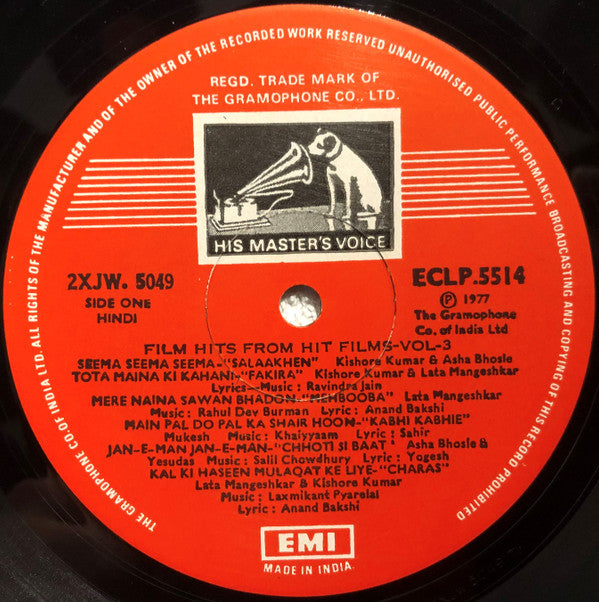 THE GRAMOPHONE CO. OF INDIA LTD. ALL RIGHTS OF THE MANUFACTURER AND OF THE OWNER OF THE RECORDED WORK RESERVED UNAUTHORISED PUBLIC PERFORMANCE BROADCASTING AND COPYING OF THIS RECORD PROHIBITED
REGD. TRADE MARK OF
THE GRAMOPHONE CO., LTD.
HIS MASTER'S VOICE
2XJW. 5049
SIDE ONE
HINDI
ECLP.5514
Ⓟ 1977
The Gramophone
Co. of India Ltd
FILM HITS FROM HIT FILMS-VOL-3
SEEMA SEEMA SEEMA-"SALAAKHEN" Kishore Kumar & Asha Bhosle
TOTA MAINA KI KAHANI-"FAKIRA" Kishore Kumar & Lata Mangeshkar
Lyrics—Music : Ravindra Jain
MERE NAINA SAWAN BHADON-"MEHBOOBA" Lata Mangeshkar
Music : Rahul Dev Burman Lyric : Anand Bakshi
MAIN PAL DO PAL KA SHAIR HOON-"KABHI KABHIE"
Mukesh Music : Khaiyyaam Lyric : Sahir
JAN-E-MAN JAN-E-MAN-"CHHOTI SI BAAT" Asha Bhosle &
Yesudas Music : Salil Chowdhury Lyric : Yogesh
KAL KI HASEEN MULAQAT KE LIYE-"CHARAS"
Lata Mangeshkar & Kishore Kumar
Music : Laxmikant Pyarelal
Lyric : Anand Bakshi
EMI
MADE IN INDIA.